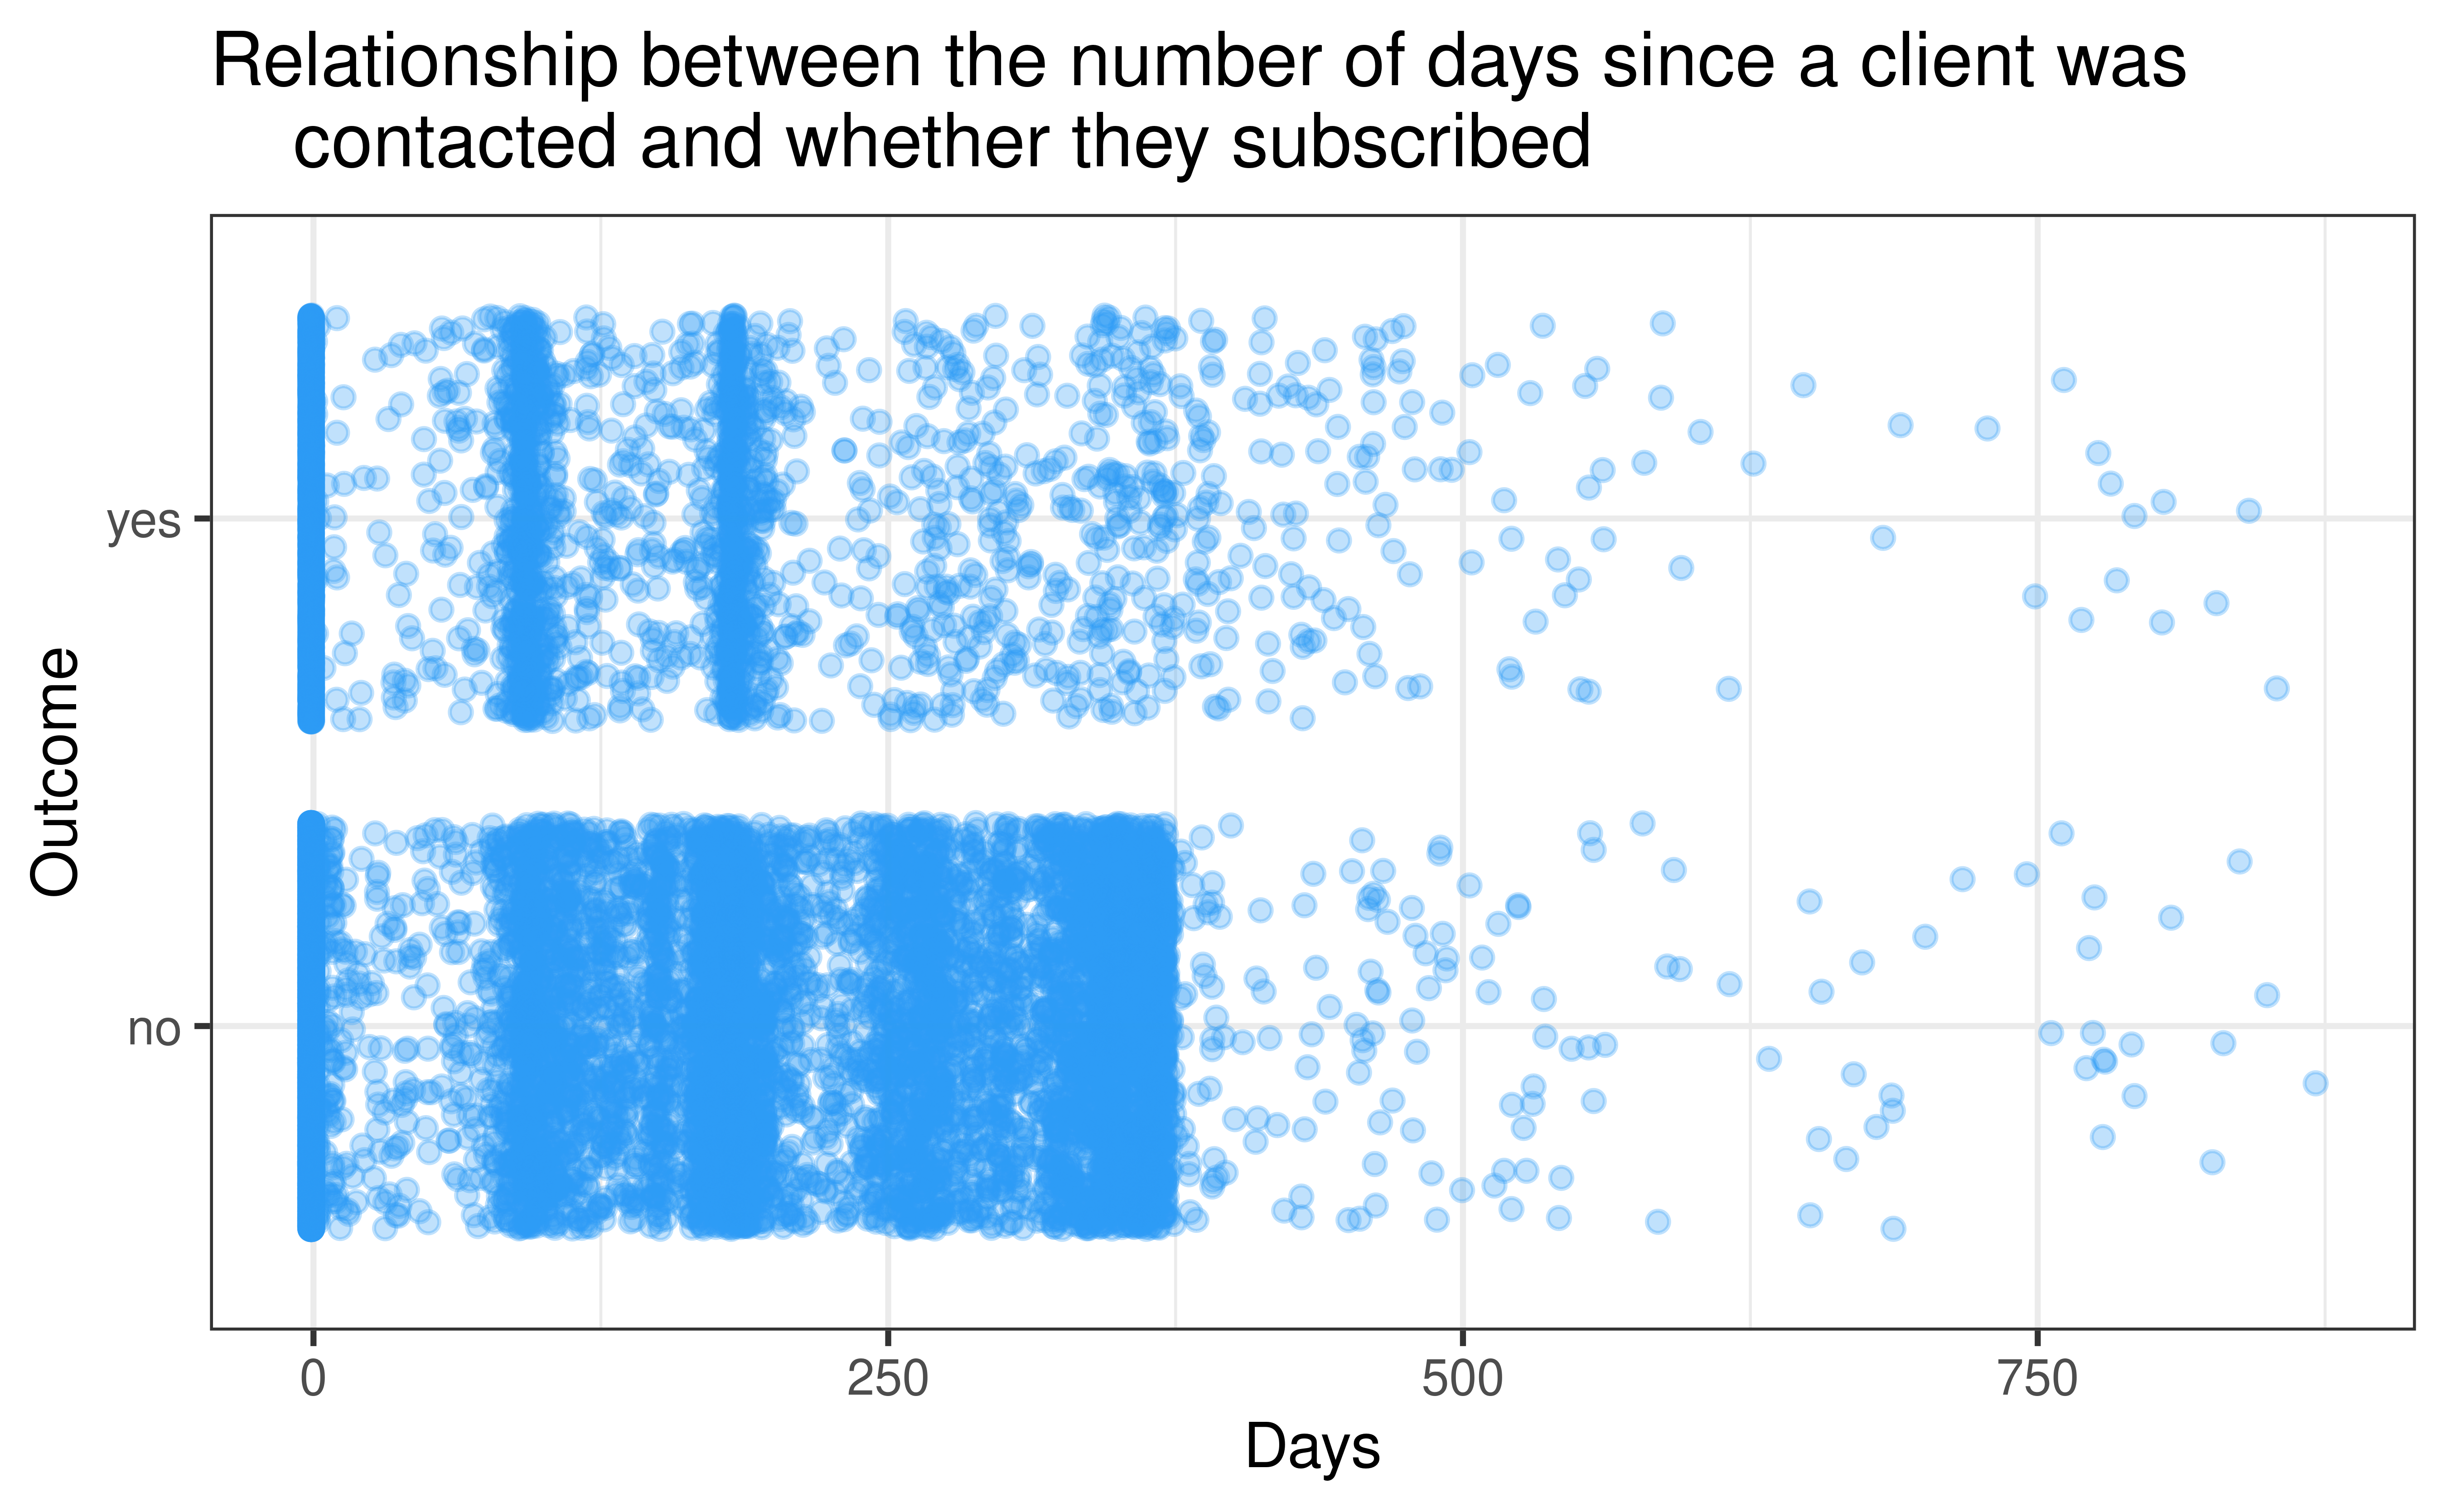 Relationship between the number of days since a client was
contacted and whether they subscribed
Outcome
yes
no
0
250
500
750
Days